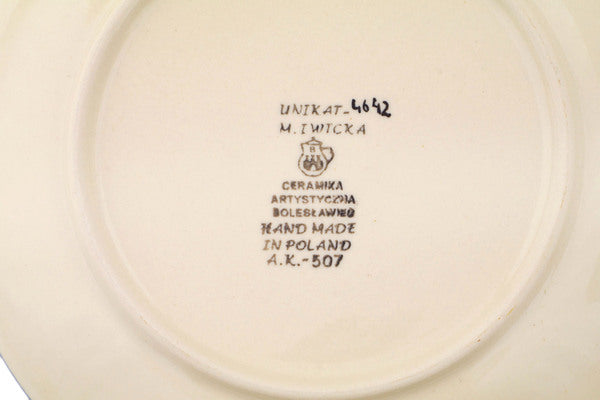 UNIKAT-4642
M.IWICKA
B
CERAMIKA
ARTYSTYCZNA
BOLESŁAWIEC
HAND MADE
IN POLAND
A.K.-507